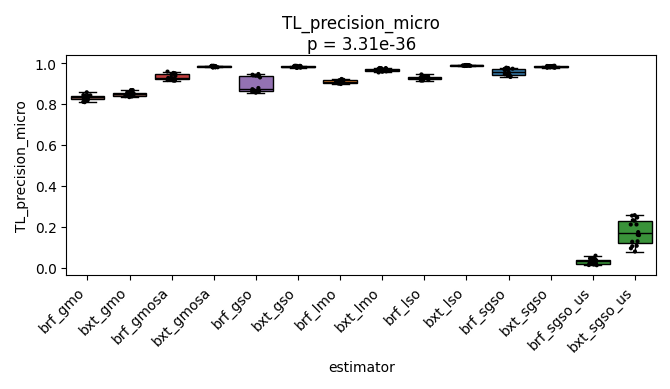 TL_precision_micro
p = 3.31e-36
TL_precision_micro
1.0
0.8
0.6
0.4
0.2
0.0
brf_gmo
bxt_gmo
brf_gmosa
bxt_gmosa
brf_gso
bxt_gso
brf_lmo
bxt_lmo
brf_lso
bxt_lso
brf_sgso
bxt_sgso
brf_sgso_us
bxt_sgso_us
estimator